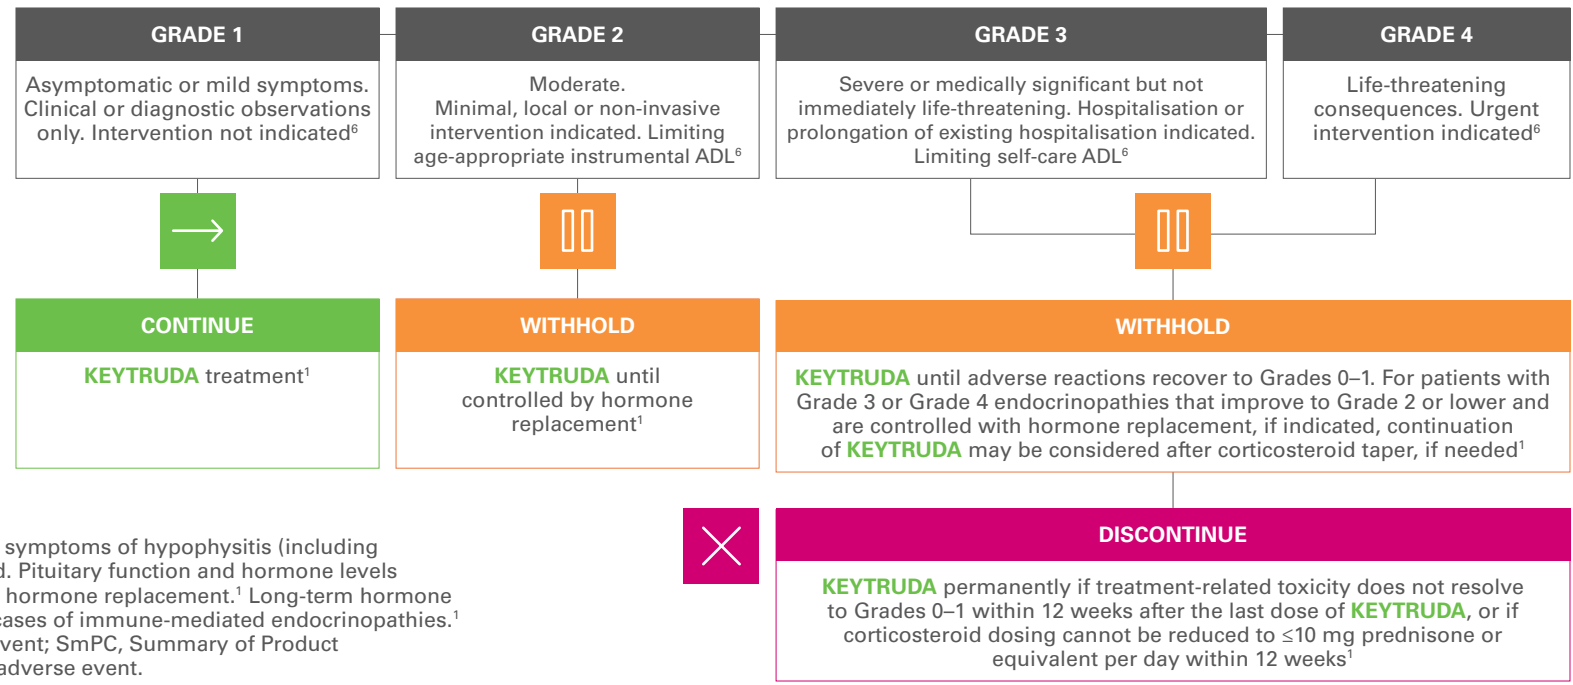 GRADE 1
Asymptomatic or mild symptoms.
Clinical or diagnostic observations
only. Intervention not indicated⁶
GRADE 2
Moderate.
Minimal, local or non-invasive
intervention indicated. Limiting
age-appropriate instrumental ADL⁶
GRADE 3
Severe or medically significant but not
immediately life-threatening. Hospitalisation or
prolongation of existing hospitalisation indicated.
Limiting self-care ADL⁶
GRADE 4
Life-threatening
consequences. Urgent
intervention indicated⁶
CONTINUE
KEYTRUDA treatment¹
WITHHOLD
KEYTRUDA until
controlled by hormone
replacement¹
WITHHOLD
KEYTRUDA until adverse reactions recover to Grades 0–1. For patients with
Grade 3 or Grade 4 endocrinopathies that improve to Grade 2 or lower and
are controlled with hormone replacement, if indicated, continuation
of KEYTRUDA may be considered after corticosteroid taper, if needed¹
DISCONTINUE
KEYTRUDA permanently if treatment-related toxicity does not resolve
to Grades 0–1 within 12 weeks after the last dose of KEYTRUDA, or if
corticosteroid dosing cannot be reduced to ≤10 mg prednisone or
equivalent per day within 12 weeks¹
symptoms of hypophysitis (including
. Pituitary function and hormone levels
hormone replacement.¹ Long-term hormone
cases of immune-mediated endocrinopathies.¹
vent; SmPC, Summary of Product
adverse event.